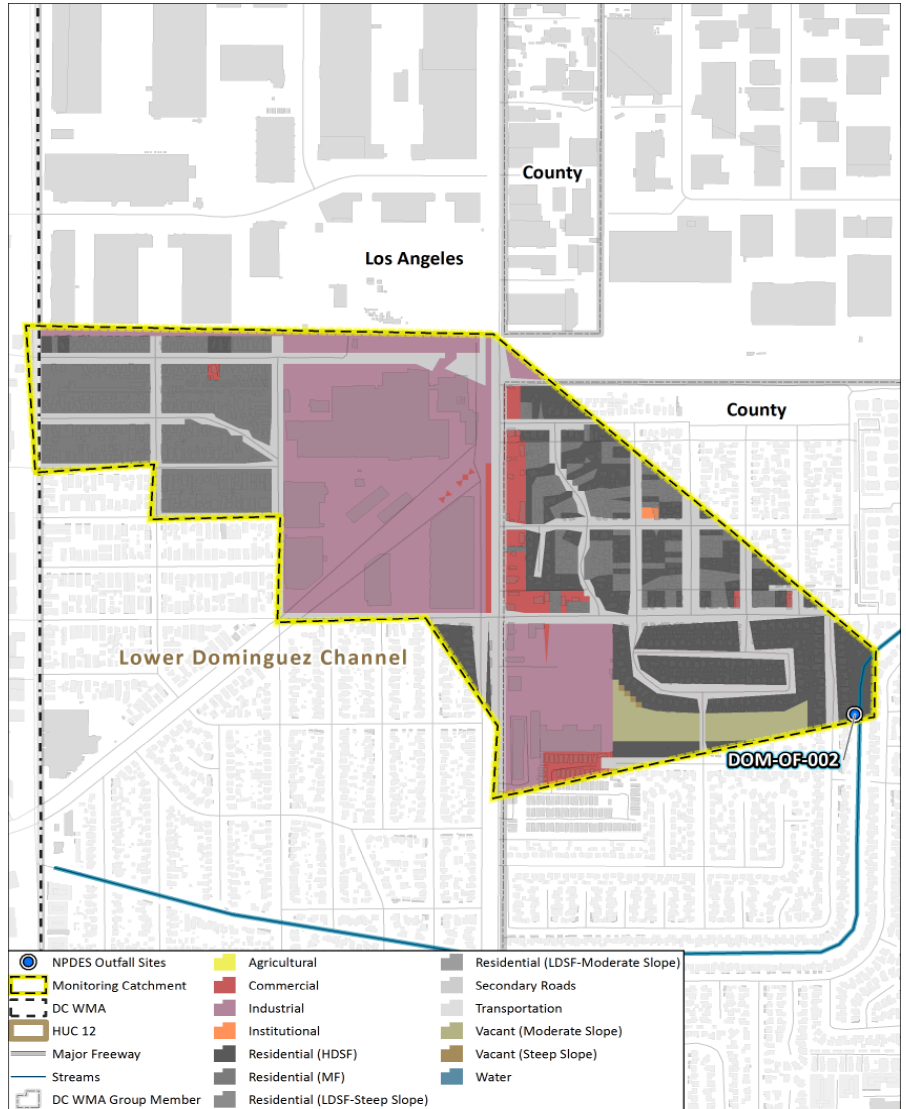 County
Los Angeles
County
Lower Dominguez Channel
DOM-OF-002
NPDES Outfall Sites
Monitoring Catchment
DC WMA
HUC 12
Major Freeway
Streams
DC WMA Group Member
Agricultural
Commercial
Industrial
Institutional
Residential (HDSF)
Residential (MF)
Residential (LDSF-Steep Slope)
Residential (LDSF-Moderate Slope)
Secondary Roads
Transportation
Vacant (Moderate Slope)
Vacant (Steep Slope)
Water